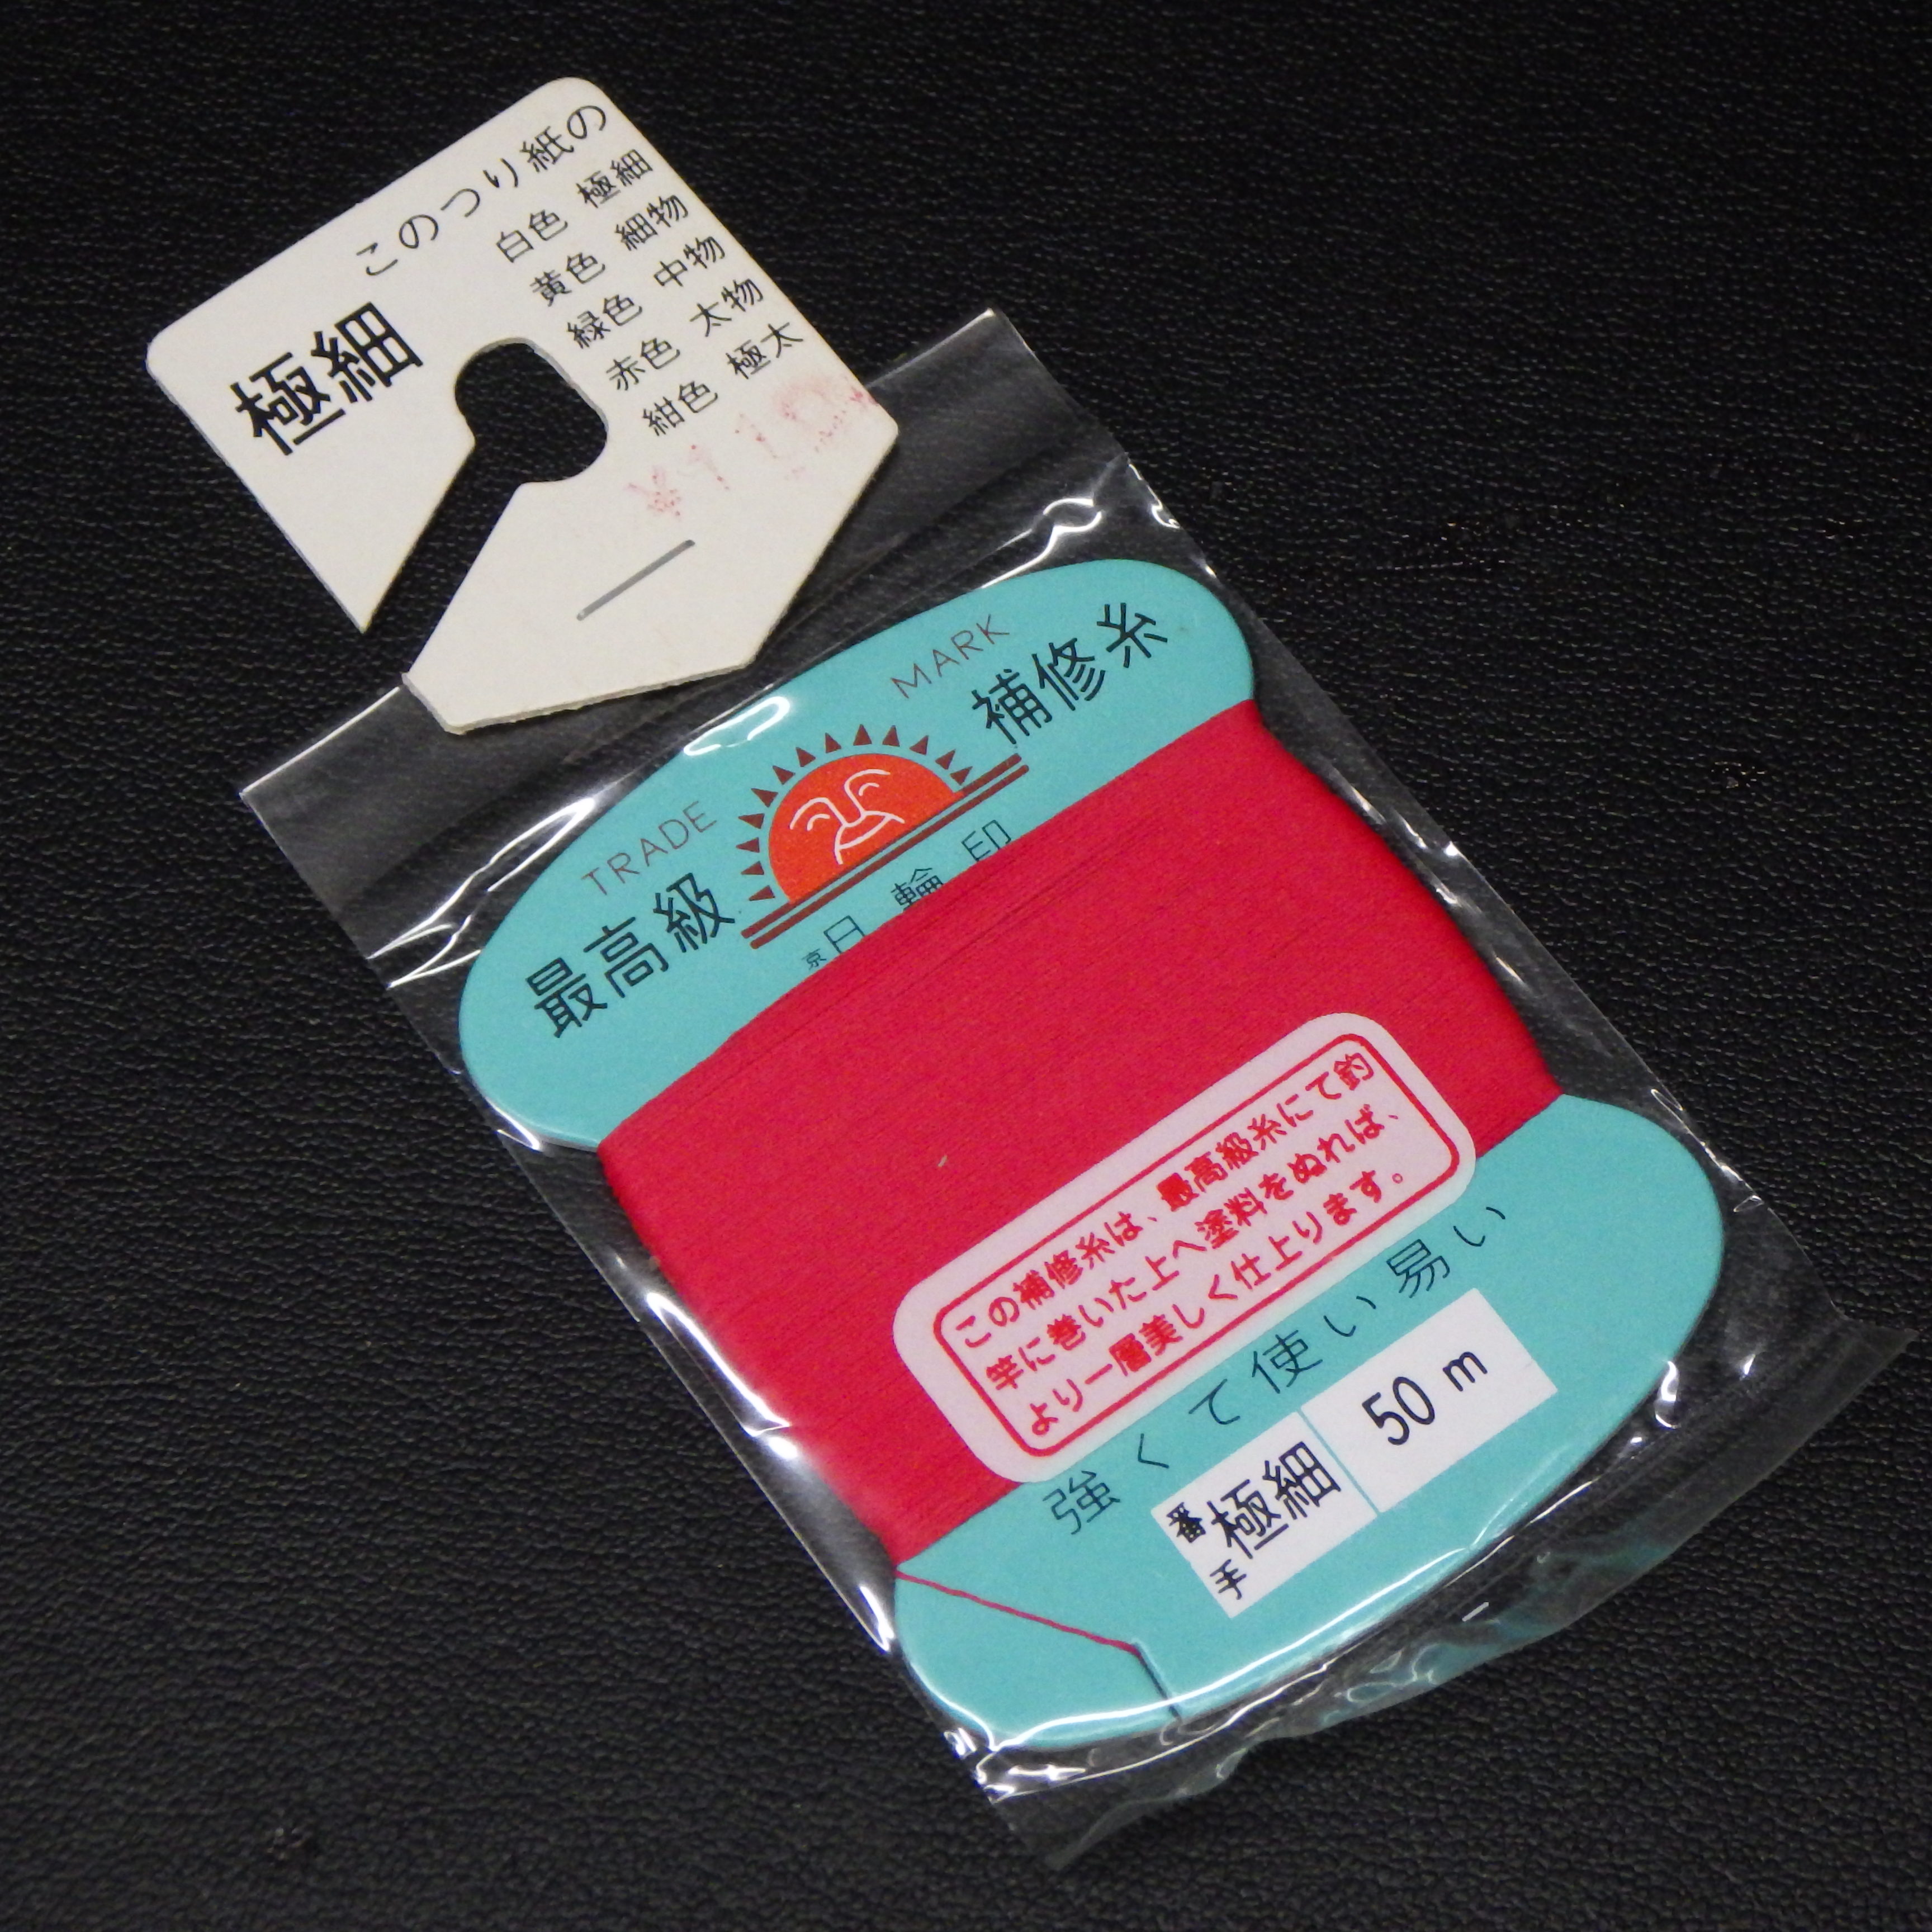 このつり紙の
白色 極細
黄色 細物
緑色 中物
赤色 太物
紺色 極太
極細
TRADE MARK
最高級 補修糸
京日輪印
この補修糸は、最高級糸にて釣
竿に巻いた上へ塗料をぬれば、
より一層美しく仕上ります。
強くて使い易い
番手 極細 50 m